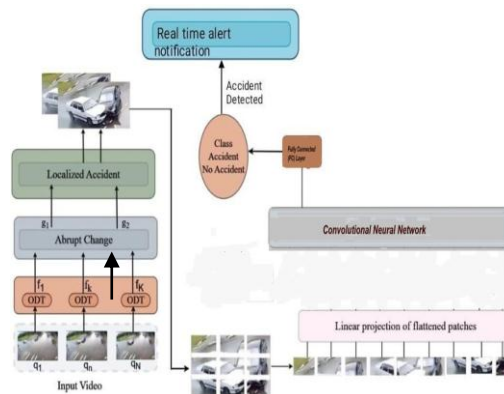 Real time alert
notification
Accident
Detected
Class
Accident
No Accident
Fully Connected
(FC) Layer
Localized Accident
g1
g2
Convolutional Neural Network
Abrupt Change
f1
fk
fK
ODT
ODT
ODT
Linear projection of flattened patches
q1
qn
qN
Input Video